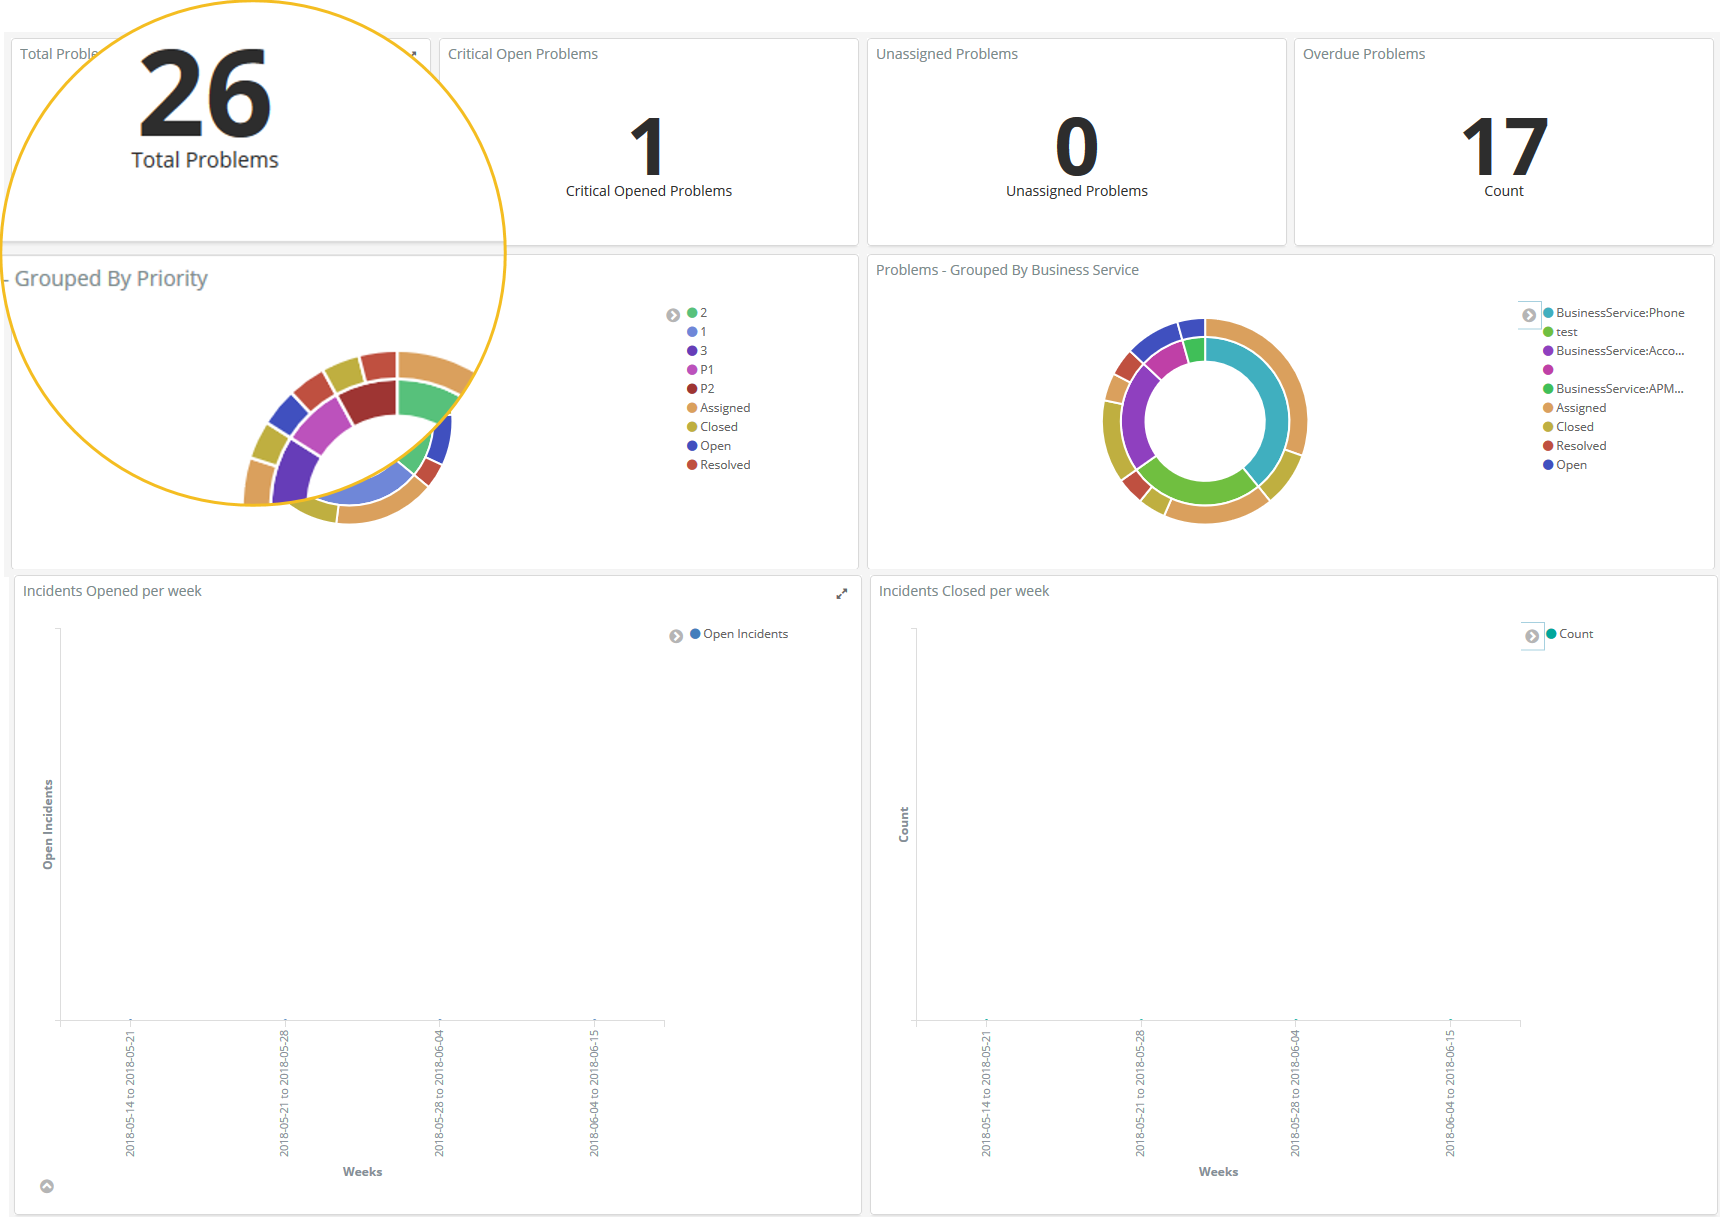 Total Proble
26
Total Problems
Critical Open Problems
1
Critical Opened Problems
Unassigned Problems
0
Unassigned Problems
Overdue Problems
17
Count
- Grouped By Priority
2
1
3
P1
P2
Assigned
Closed
Open
Resolved
Problems - Grouped By Business Service
BusinessService:Phone
test
BusinessService:Acco...
BusinessService:APM...
Assigned
Closed
Resolved
Open
Incidents Opened per week
Open Incidents
Open Incidents
2018-05-14 to 2018-05-21
2018-05-21 to 2018-05-28
2018-05-28 to 2018-06-04
2018-06-04 to 2018-06-15
Weeks
Incidents Closed per week
Count
Count
2018-05-14 to 2018-05-21
2018-05-21 to 2018-05-28
2018-05-28 to 2018-06-04
2018-06-04 to 2018-06-15
Weeks